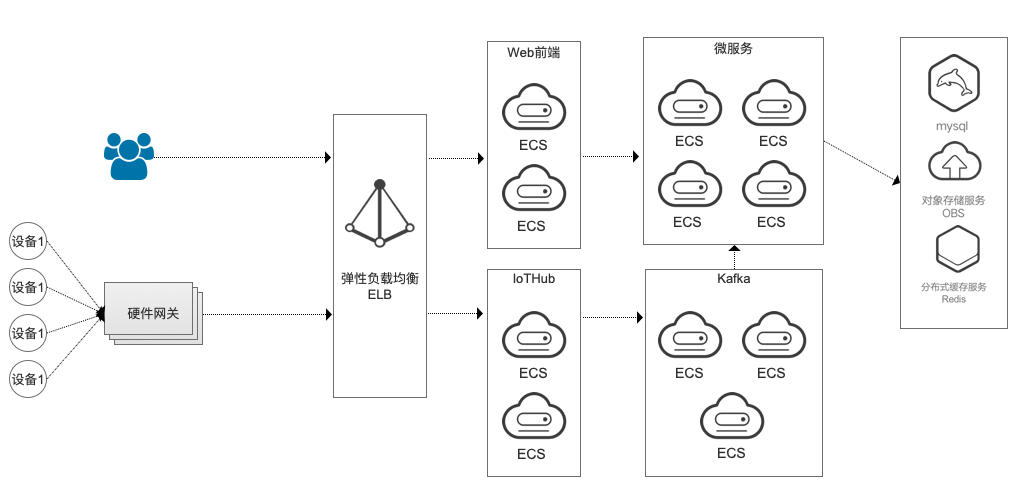 Web前端
ECS
ECS
微服务
ECS
ECS
ECS
ECS
mysql
对象存储服务
OBS
分布式缓存服务
Redis
设备1
设备1
设备1
设备1
硬件网关
弹性负载均衡
ELB
IoTHub
ECS
ECS
Kafka
ECS
ECS
ECS